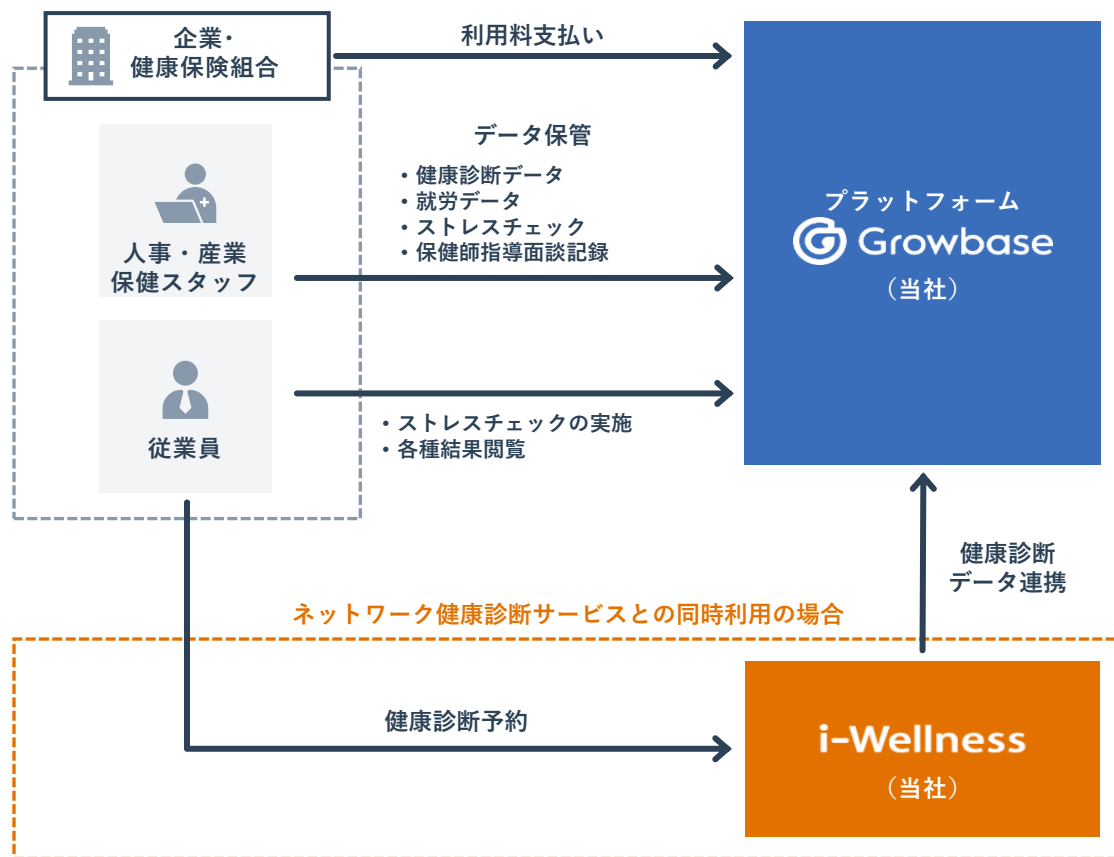 企業・
健康保険組合
利用料支払い
データ保管
・健康診断データ
・就労データ
・ストレスチェック
・保健師指導面談記録
人事・産業
保健スタッフ
プラットフォーム
Growbase
（当社）
従業員
・ストレスチェックの実施
・各種結果閲覧
健康診断
データ連携
ネットワーク健康診断サービスとの同時利用の場合
健康診断予約
i-Wellness
（当社）